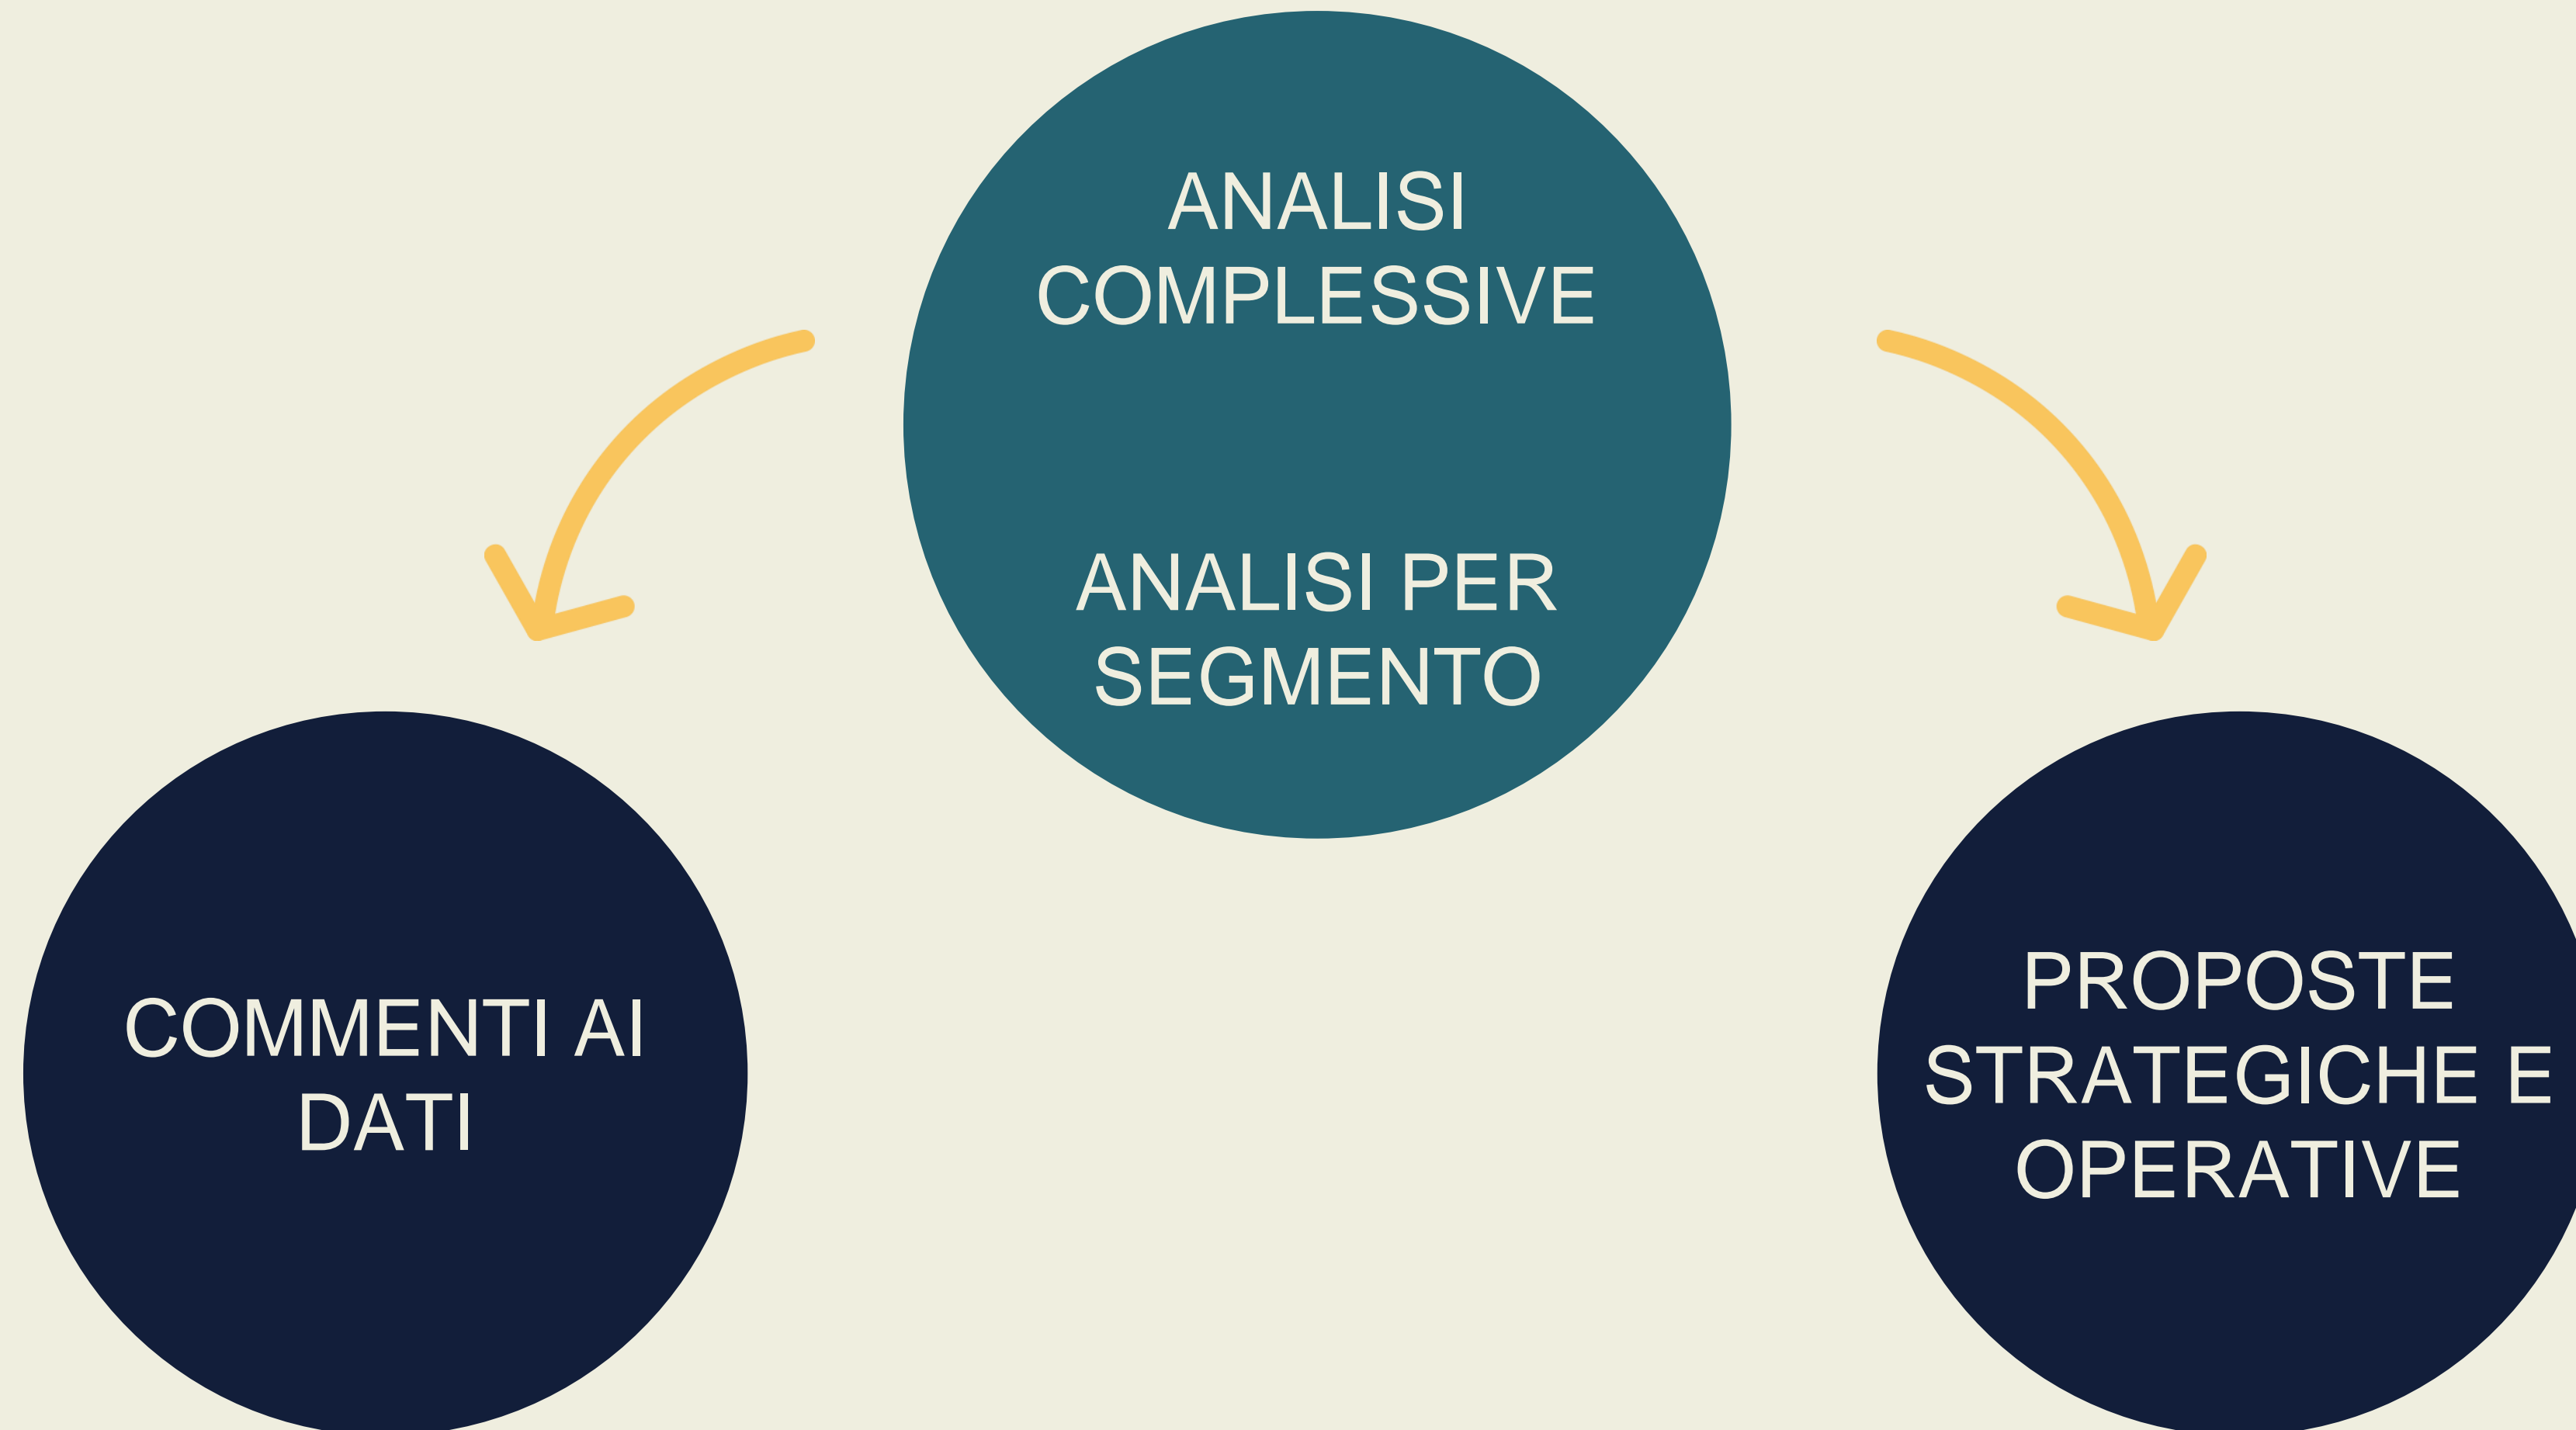 ANALISI
COMPLESSIVE
ANALISI PER
SEGMENTO
COMMENTI AI
DATI
PROPOSTE
STRATEGICHE E
OPERATIVE